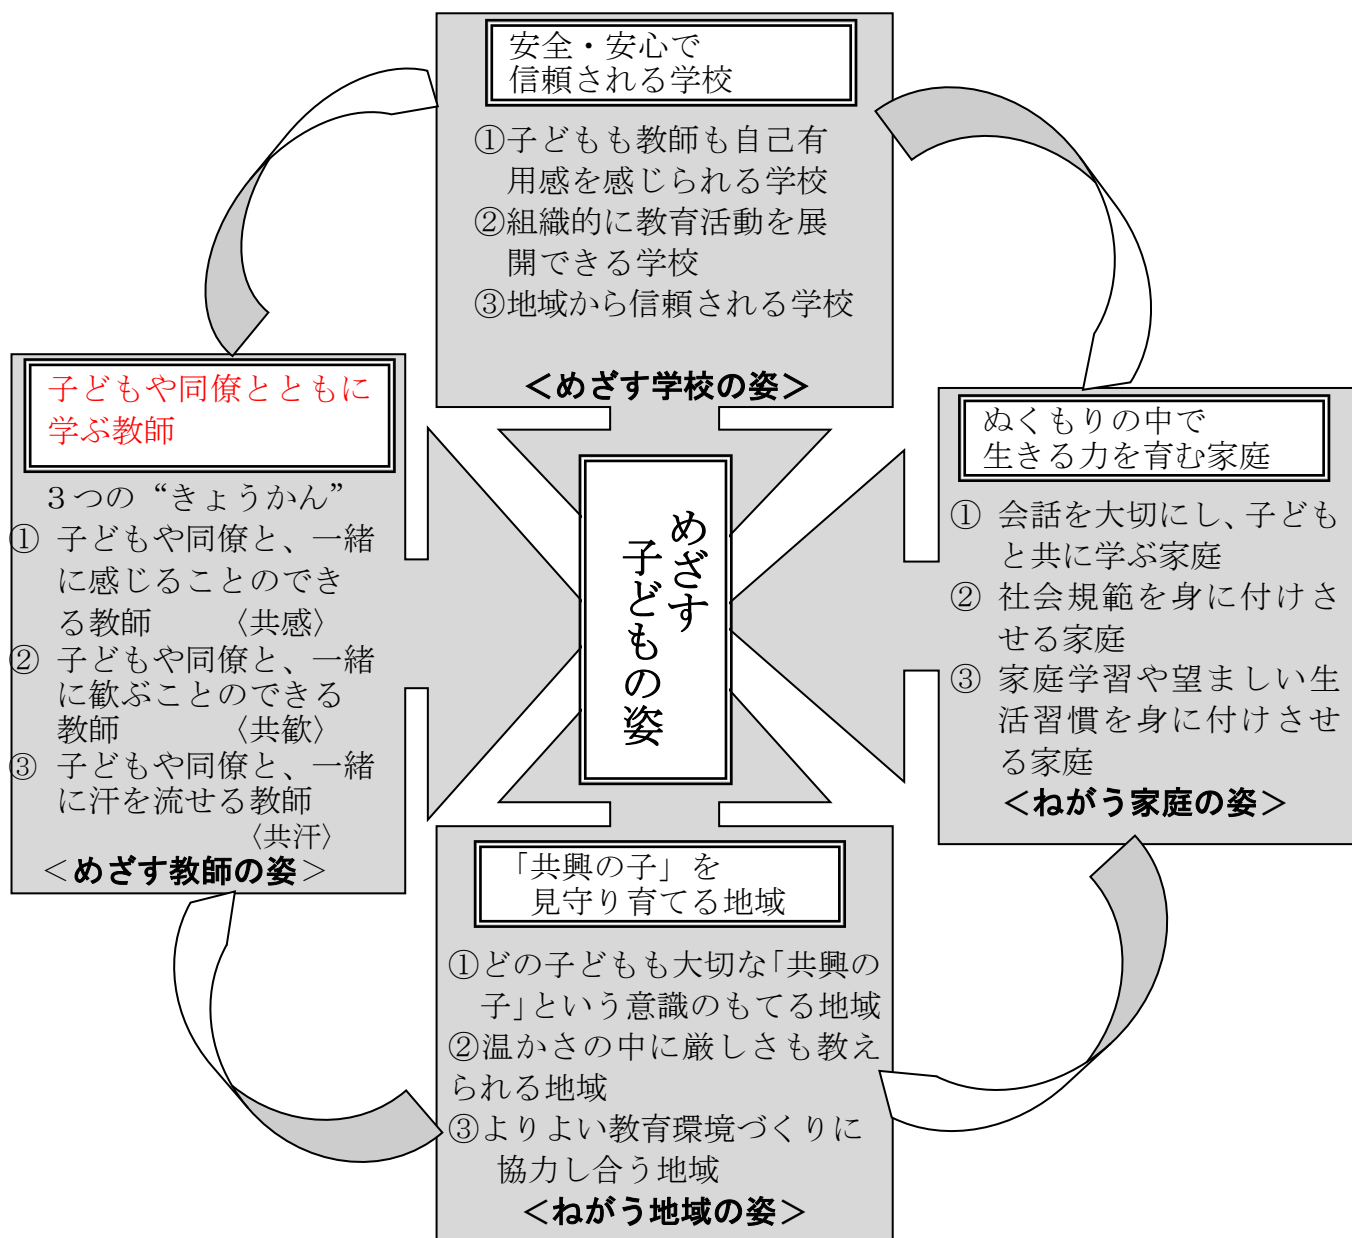 安全・安心で
信頼される学校
①子どもも教師も自己有
用感を感じられる学校
②組織的に教育活動を展
開できる学校
③地域から信頼される学校
＜めざす学校の姿＞
子どもや同僚とともに
学ぶ教師
３つの“きょうかん”
① 子どもや同僚と、一緒
に感じることのでき
る教師　〈共感〉
② 子どもや同僚と、一緒
に歓ぶことのできる
教師　〈共歓〉
③ 子どもや同僚と、一緒
に汗を流せる教師
〈共汗〉
＜めざす教師の姿＞
めざす
子どもの姿
ぬくもりの中で
生きる力を育む家庭
① 会話を大切にし、子ども
と共に学ぶ家庭
② 社会規範を身に付けさ
せる家庭
③ 家庭学習や望ましい生
活習慣を身に付けさせ
る家庭
＜ねがう家庭の姿＞
「共興の子」を
見守り育てる地域
①どの子どもも大切な「共興の
子」という意識のもてる地域
②温かさの中に厳しさも教え
られる地域
③よりよい教育環境づくりに
協力し合う地域
＜ねがう地域の姿＞